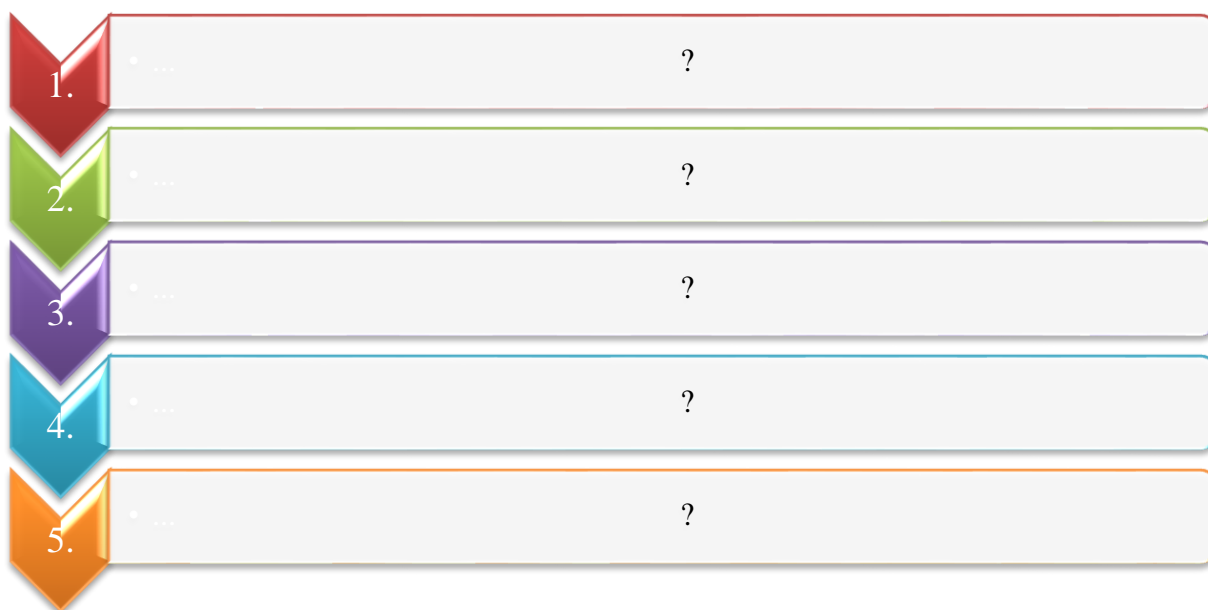 1. • ... ?
2. • ... ?
3. • ... ?
4. • ... ?
5. • ... ?